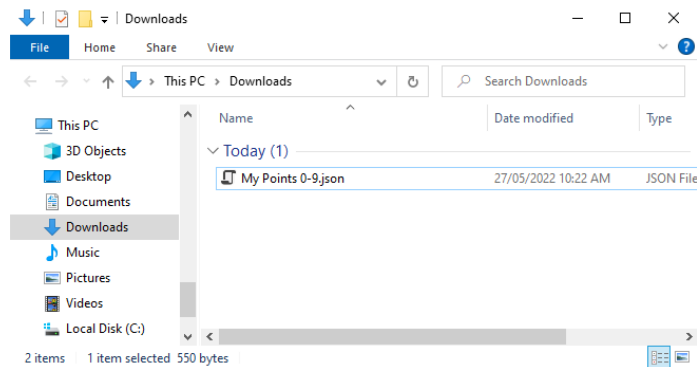 Downloads
File Home Share View
This PC Downloads Search Downloads
Name Date modified Type
This PC
Today (1)
3D Objects
My Points 0-9.json 27/05/2022 10:22 AM JSON File
Desktop
Documents
Downloads
Music
Pictures
Videos
Local Disk (C:)
2 items 1 item selected 550 bytes